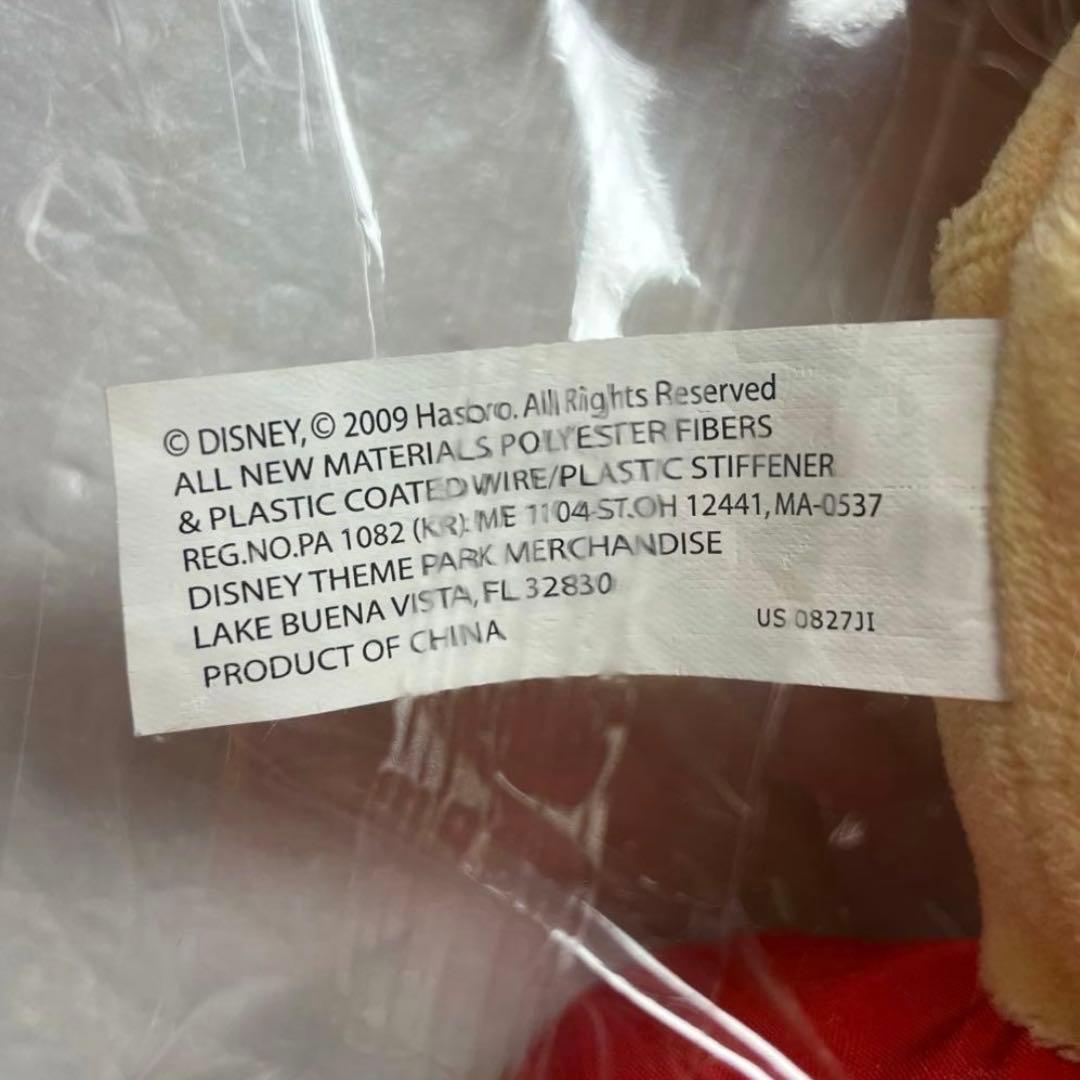 © DISNEY, © 2009 Hasbro. All Rights Reserved
ALL NEW MATERIALS POLYESTER FIBERS
& PLASTIC COATED WIRE/PLASTIC STIFFENER
REG.NO.PA 1082 (KR). ME 1104-ST.OH 12441, MA-0537
DISNEY THEME PARK MERCHANDISE
LAKE BUENA VISTA, FL 32830
PRODUCT OF CHINA
US 0827JI